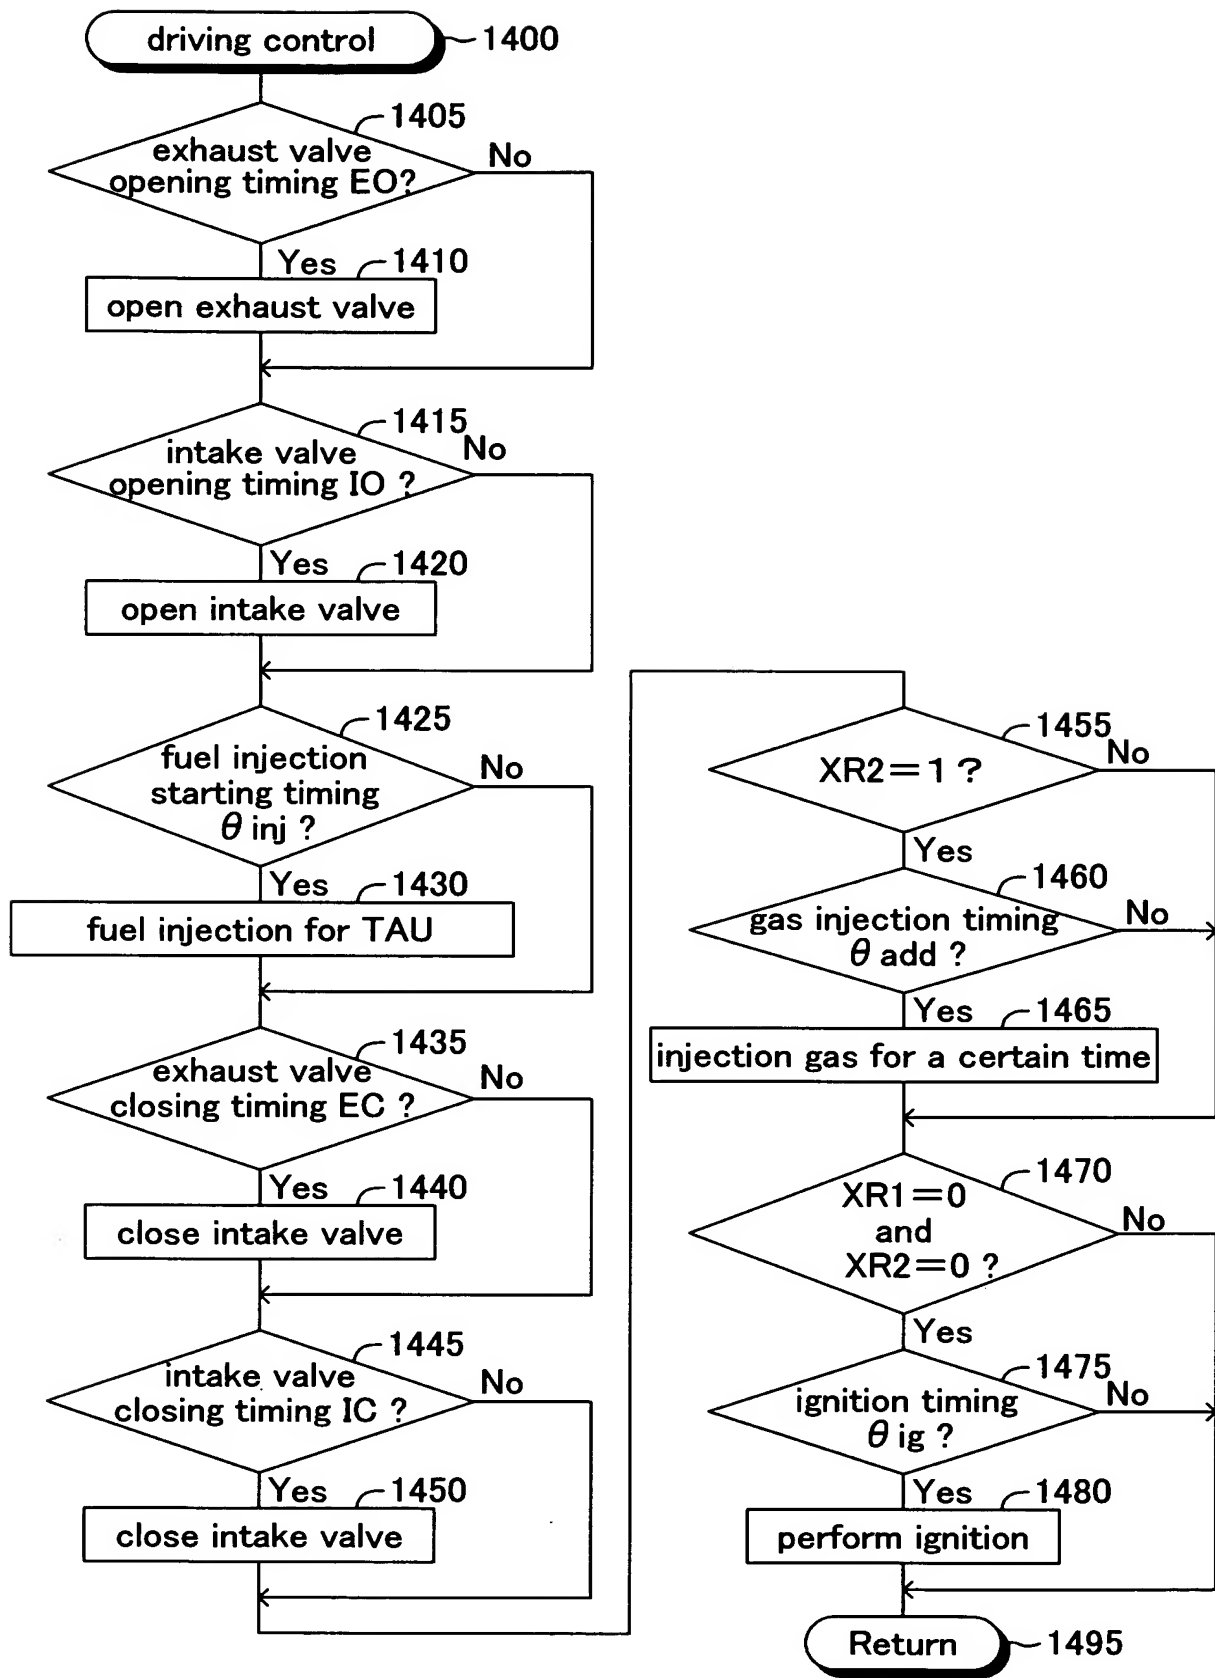 driving control
1400
1405
exhaust valve
opening timing EO?
No
Yes
1410
open exhaust valve
1415
intake valve
opening timing IO ?
No
Yes
1420
open intake valve
1425
fuel injection
starting timing
θ inj ?
No
Yes
1430
fuel injection for TAU
1435
exhaust valve
closing timing EC ?
No
Yes
1440
close intake valve
1445
intake valve
closing timing IC ?
No
Yes
1450
close intake valve
1455
XR2=1 ?
No
Yes
1460
gas injection timing
θ add ?
No
Yes
1465
injection gas for a certain time
1470
XR1=0
and
XR2=0 ?
No
Yes
1475
ignition timing
θ ig ?
No
Yes
1480
perform ignition
Return
1495